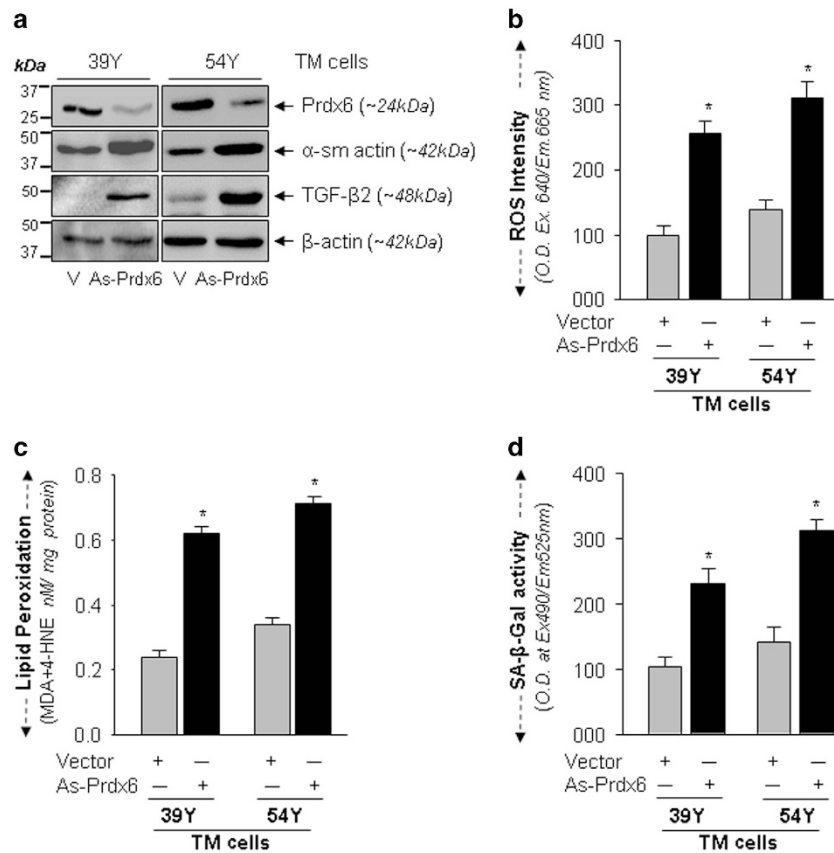 a
kDa 39Y 54Y TM cells
37
25
Prdx6 (~24kDa)
50
37
α-sm actin (~42kDa)
50
TGF-β2 (~48kDa)
50
37
β-actin (~42kDa)
V As-Prdx6 V As-Prdx6
b
ROS Intensity
(O.D. Ex. 640/Em.665 nm)
400
300
200
100
000
* *
Vector + — + —
As-Prdx6 — + — +
39Y 54Y
TM cells
c
Lipid Peroxidation
(MDA+4-HNE nM/ mg protein)
0.8
0.6
0.4
0.2
0.0
* *
Vector + — + —
As-Prdx6 — + — +
39Y 54Y
TM cells
d
SA-β-Gal activity
(O.D. at Ex490/Em525nm)
400
300
200
100
000
* *
Vector + — + —
As-Prdx6 — + — +
39Y 54Y
TM cells